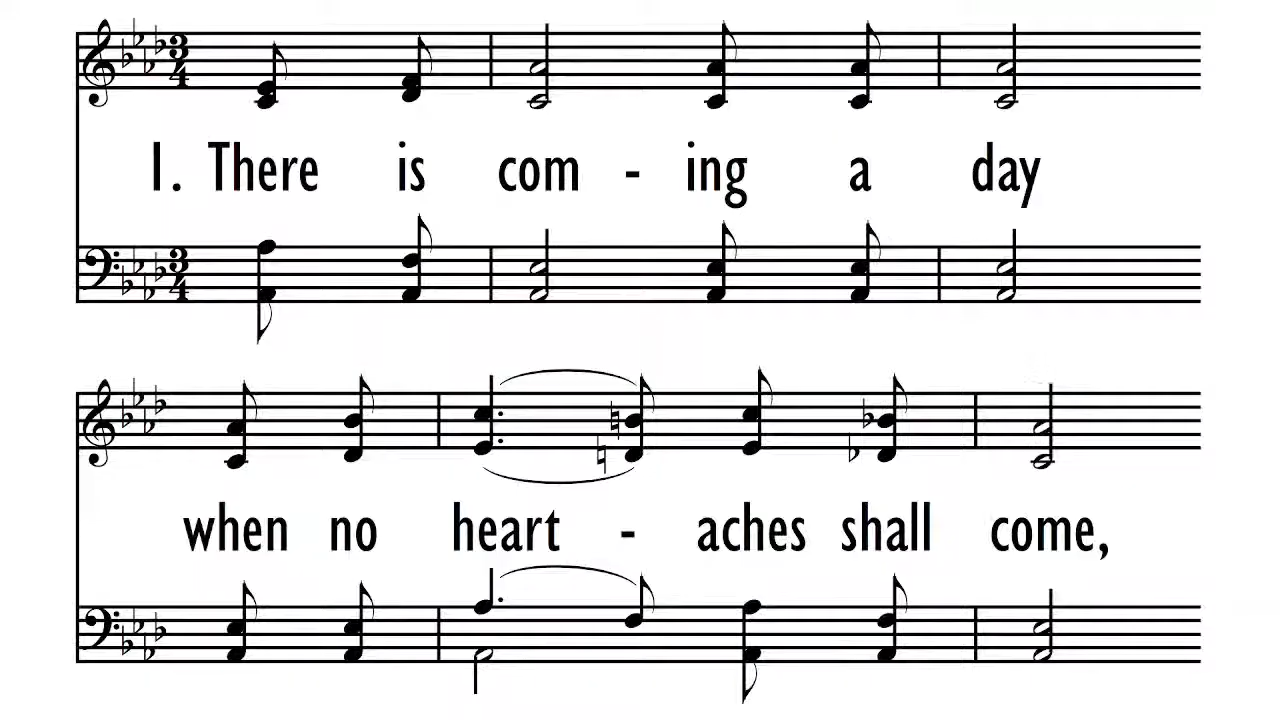 1. There is com - ing a day
when no heart - aches shall come,